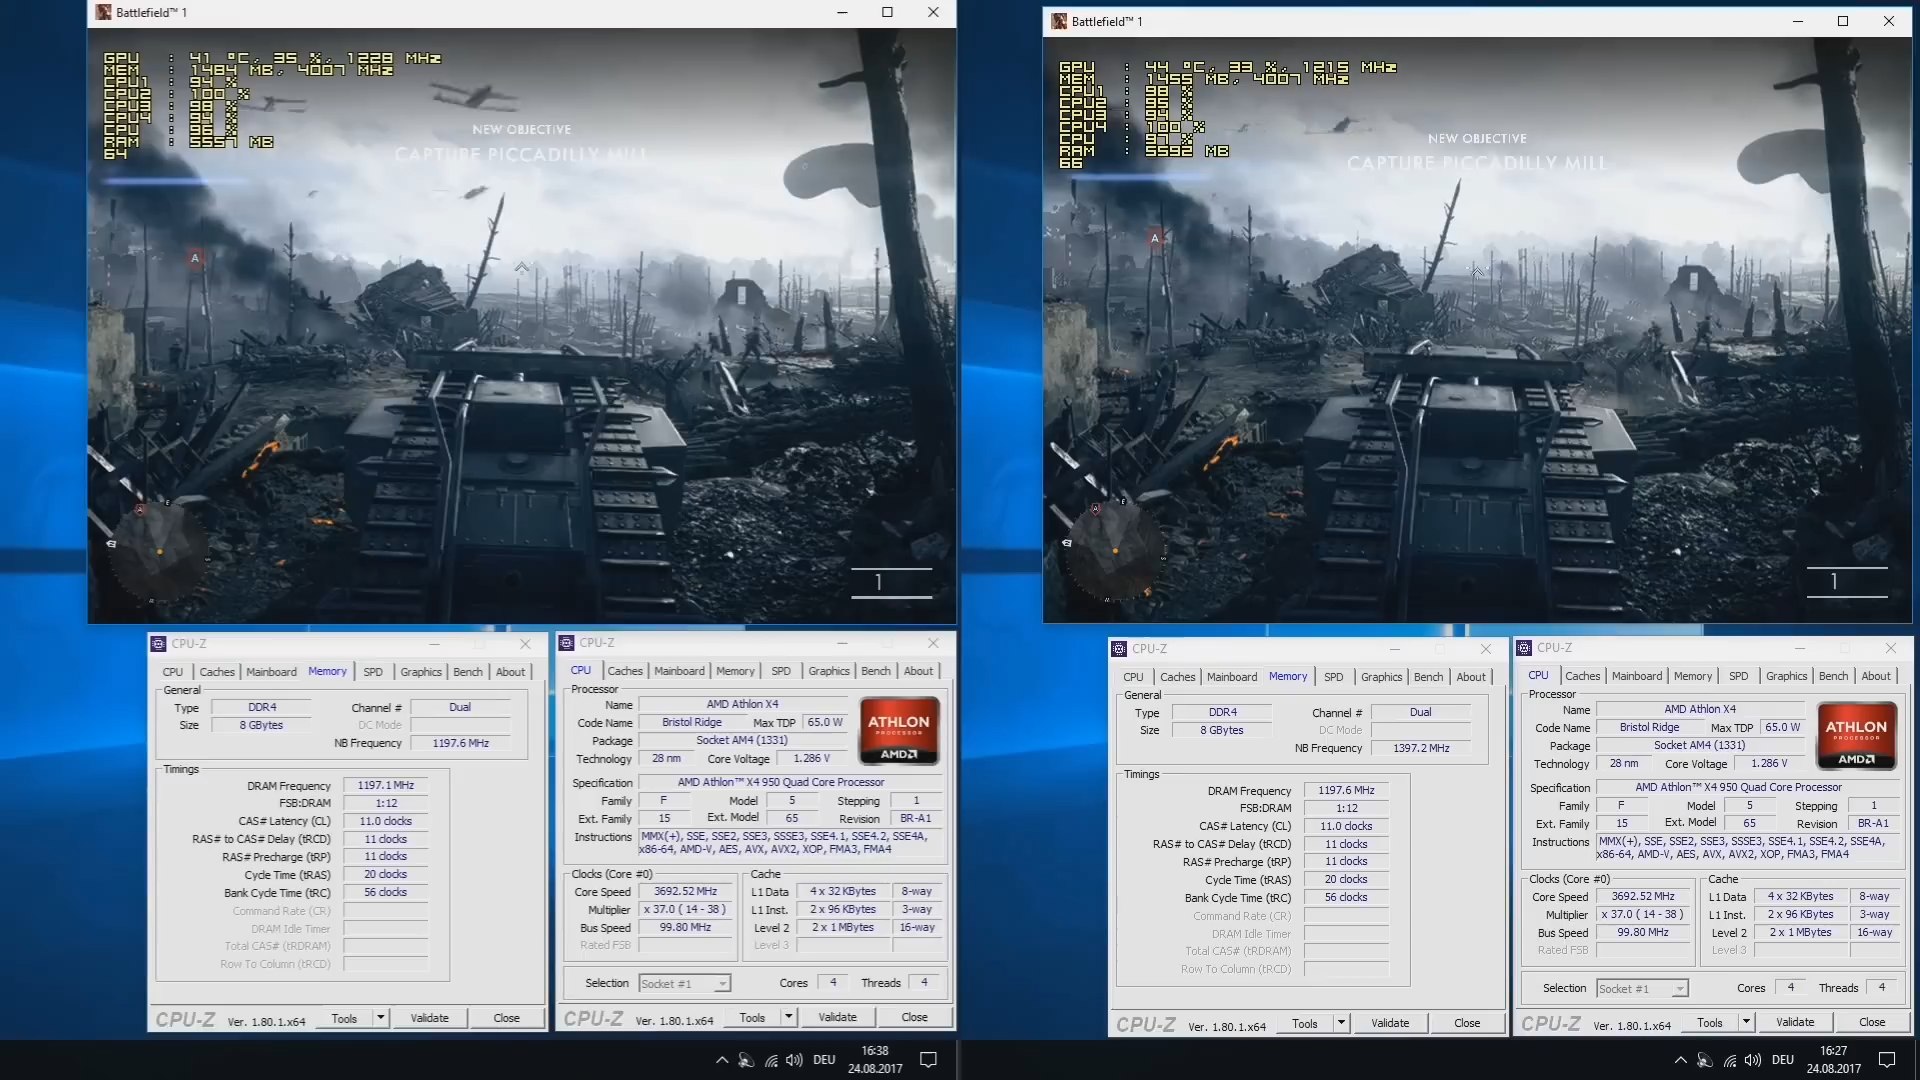 Battlefield™ 1
GPU : 41 °C, 35 %, 1228 MHz
MEM : 1484 MB, 4007 MHz
CPU1 : 94 %
CPU2 : 100 %
CPU3 : 98 %
CPU4 : 94 %
CPU : 96 %
RAM : 5557 MB
64
NEW OBJECTIVE
CAPTURE PICCADILLY MILL
A
E
A
1
Battlefield™ 1
GPU : 44 °C, 33 %, 1215 MHz
MEM : 1455 MB, 4007 MHz
CPU1 : 98 %
CPU2 : 95 %
CPU3 : 94 %
CPU4 : 100 %
CPU : 97 %
RAM : 5592 MB
66
NEW OBJECTIVE
CAPTURE PICCADILLY MILL
A
E
A
1
CPU-Z
CPU Caches Mainboard Memory SPD Graphics Bench About
General
Type DDR4 Channel # Dual
Size 8 GBytes DC Mode
NB Frequency 1197.6 MHz
Timings
DRAM Frequency 1197.1 MHz
FSB:DRAM 1:12
CAS# Latency (CL) 11.0 clocks
RAS# to CAS# Delay (tRCD) 11 clocks
RAS# Precharge (tRP) 11 clocks
Cycle Time (tRAS) 20 clocks
Bank Cycle Time (tRC) 56 clocks
Command Rate (CR)
DRAM Idle Timer
Total CAS# (tRDRAM)
Row To Column (tRCD)
CPU-Z Ver. 1.80.1.x64 Tools Validate Close
CPU-Z
CPU Caches Mainboard Memory SPD Graphics Bench About
Processor
Name AMD Athlon X4
Code Name Bristol Ridge Max TDP 65.0 W
Package Socket AM4 (1331)
Technology 28 nm Core Voltage 1.286 V
ATHLON
PROCESSOR
AMD
Specification AMD Athlon™ X4 950 Quad Core Processor
Family F Model 5 Stepping 1
Ext. Family 15 Ext. Model 65 Revision BR-A1
Instructions MMX(+), SSE, SSE2, SSE3, SSSE3, SSE4.1, SSE4.2, SSE4A,
x86-64, AMD-V, AES, AVX, AVX2, XOP, FMA3, FMA4
Clocks (Core #0) Cache
Core Speed 3692.52 MHz L1 Data 4 x 32 KBytes 8-way
Multiplier x 37.0 ( 14 - 38 ) L1 Inst. 2 x 96 KBytes 3-way
Bus Speed 99.80 MHz Level 2 2 x 1 MBytes 16-way
Rated FSB Level 3
Selection Socket #1 Cores 4 Threads 4
CPU-Z Ver. 1.80.1.x64 Tools Validate Close
CPU-Z
CPU Caches Mainboard Memory SPD Graphics Bench About
General
Type DDR4 Channel # Dual
Size 8 GBytes DC Mode
NB Frequency 1397.2 MHz
Timings
DRAM Frequency 1197.6 MHz
FSB:DRAM 1:12
CAS# Latency (CL) 11.0 clocks
RAS# to CAS# Delay (tRCD) 11 clocks
RAS# Precharge (tRP) 11 clocks
Cycle Time (tRAS) 20 clocks
Bank Cycle Time (tRC) 56 clocks
Command Rate (CR)
DRAM Idle Timer
Total CAS# (tRDRAM)
Row To Column (tRCD)
CPU-Z Ver. 1.80.1.x64 Tools Validate Close
CPU-Z
CPU Caches Mainboard Memory SPD Graphics Bench About
Processor
Name AMD Athlon X4
Code Name Bristol Ridge Max TDP 65.0 W
Package Socket AM4 (1331)
Technology 28 nm Core Voltage 1.286 V
ATHLON
PROCESSOR
AMD
Specification AMD Athlon™ X4 950 Quad Core Processor
Family F Model 5 Stepping 1
Ext. Family 15 Ext. Model 65 Revision BR-A1
Instructions MMX(+), SSE, SSE2, SSE3, SSSE3, SSE4.1, SSE4.2, SSE4A,
x86-64, AMD-V, AES, AVX, AVX2, XOP, FMA3, FMA4
Clocks (Core #0) Cache
Core Speed 3692.52 MHz L1 Data 4 x 32 KBytes 8-way
Multiplier x 37.0 ( 14 - 38 ) L1 Inst. 2 x 96 KBytes 3-way
Bus Speed 99.80 MHz Level 2 2 x 1 MBytes 16-way
Rated FSB Level 3
Selection Socket #1 Cores 4 Threads 4
CPU-Z Ver. 1.80.1.x64 Tools Validate Close
DEU 16:38
24.08.2017
DEU 16:27
24.08.2017